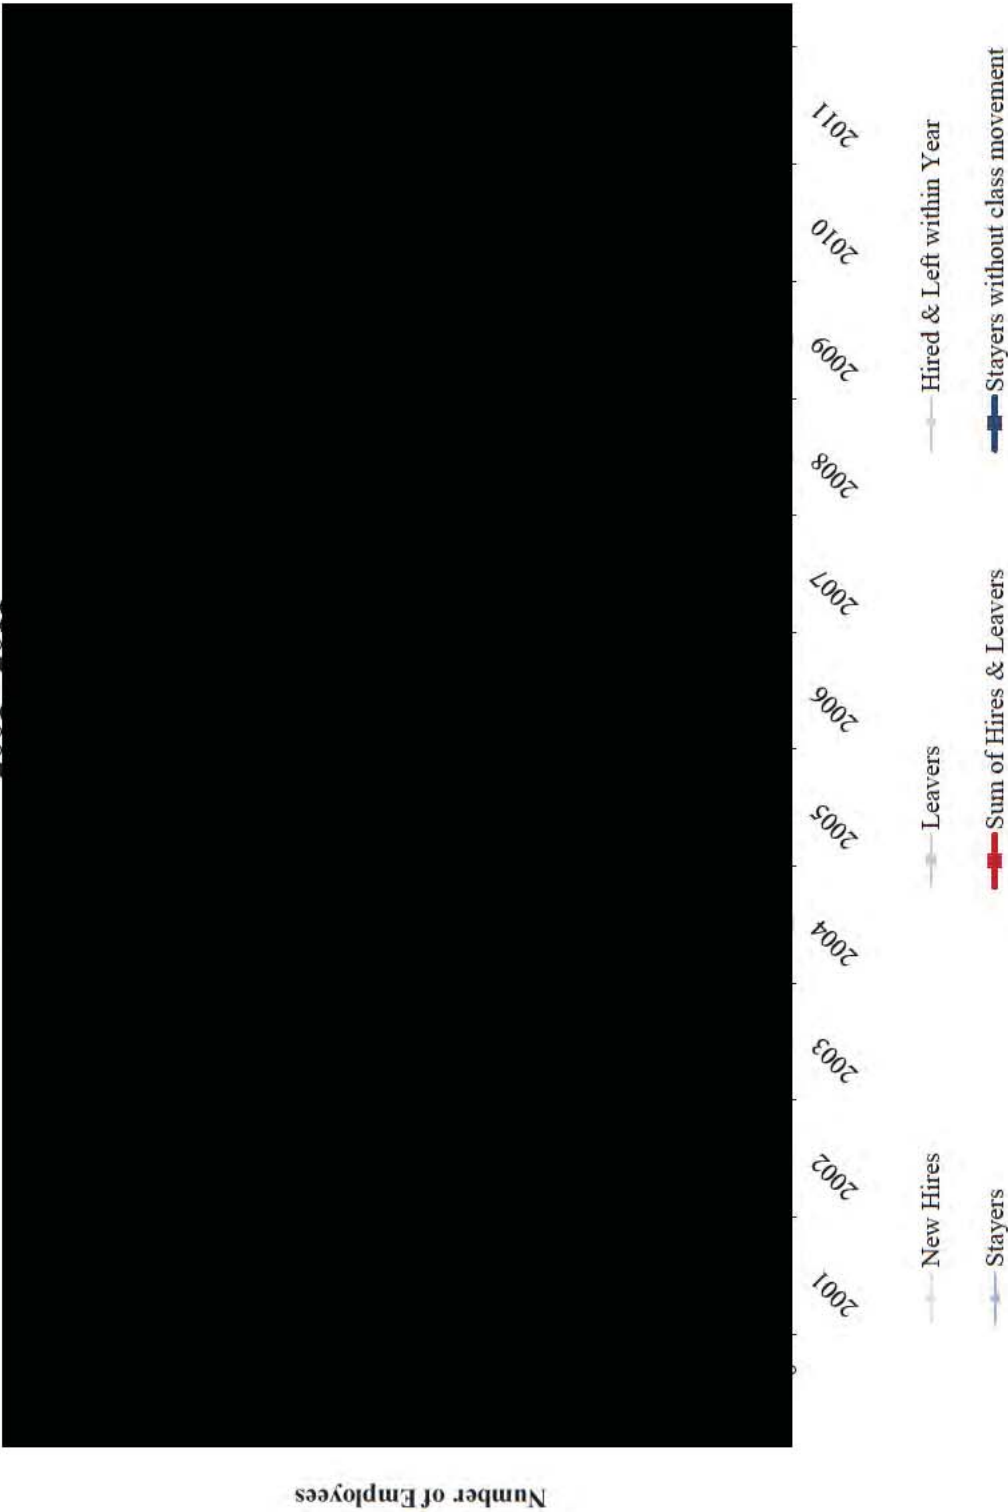 Number of Employees
2001 2002 2003 2004 2005 2006 2007 2008 2009 2010 2011
New Hires Leavers Hired & Left within Year
Stayers Sum of Hires & Leavers Stayers without class movement